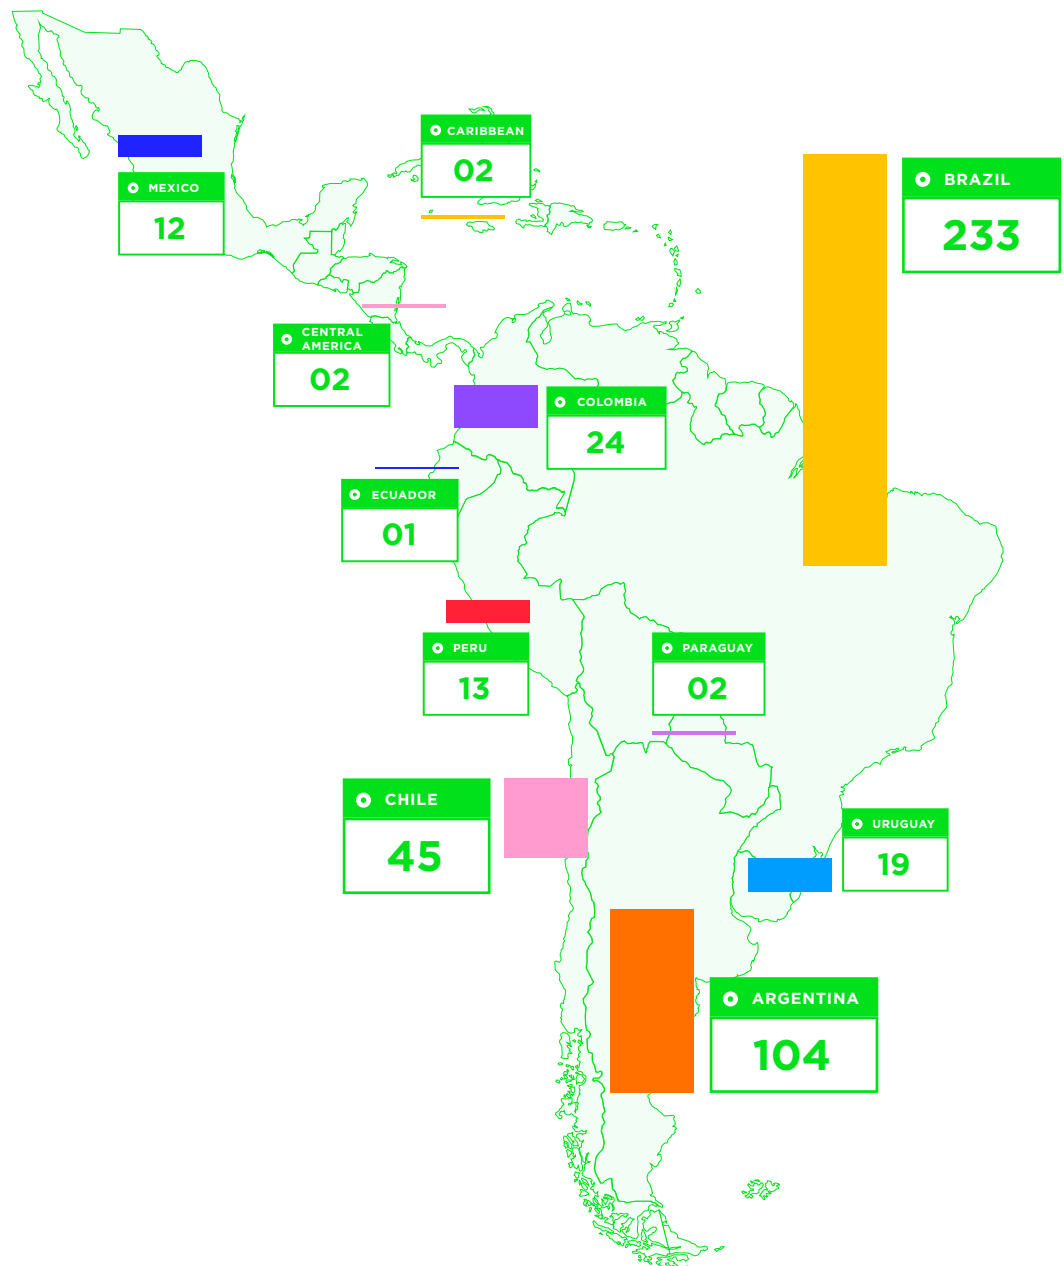 CARIBBEAN
02
BRAZIL
233
MEXICO
12
CENTRAL
AMERICA
02
COLOMBIA
24
ECUADOR
01
PERU
13
PARAGUAY
02
CHILE
45
URUGUAY
19
ARGENTINA
104